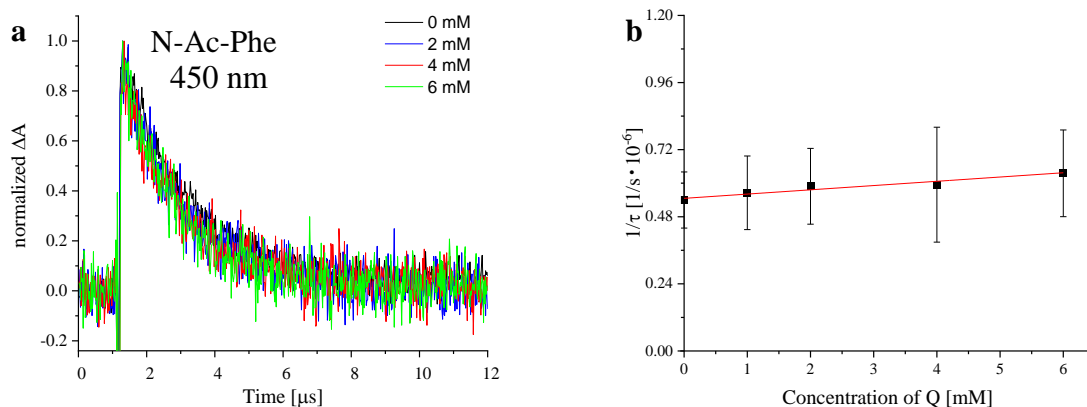 a
N-Ac-Phe
450 nm
0 mM
2 mM
4 mM
6 mM
normalized ΔA
1.0
0.8
0.6
0.4
0.2
0.0
-0.2
0
2
4
6
8
10
12
Time [μs]
b
1/τ [1/s·10⁻⁶]
1.20
0.96
0.72
0.48
0.24
0.00
0
1
2
3
4
5
6
Concentration of Q [mM]